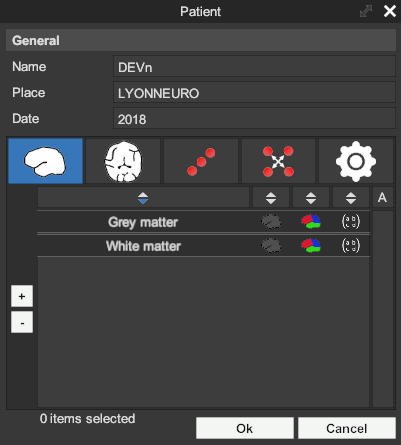 Patient
General
Name DEVn
Place LYONNEURO
Date 2018
A
Grey matter
White matter
+
-
0 items selected
Ok Cancel